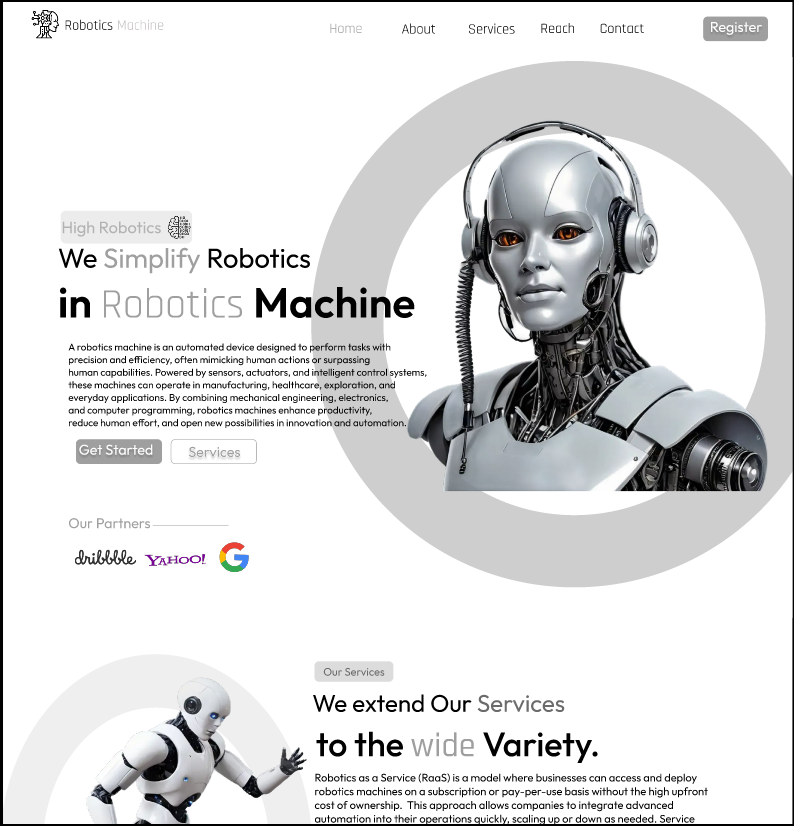 Robotics Machine
Home About Services Reach Contact Register
High Robotics
We Simplify Robotics
in Robotics Machine
A robotics machine is an automated device designed to perform tasks with
precision and efficiency, often mimicking human actions or surpassing
human capabilities. Powered by sensors, actuators, and intelligent control systems,
these machines can operate in manufacturing, healthcare, exploration, and
everyday applications. By combining mechanical engineering, electronics,
and computer programming, robotics machines enhance productivity,
reduce human effort, and open new possibilities in innovation and automation.
Get Started Services
Our Partners
dribbble YAHOO! G
Our Services
We extend Our Services
to the wide Variety.
Robotics as a Service (RaaS) is a model where businesses can access and deploy
robotics machines on a subscription or pay-per-use basis without the high upfront
cost of ownership. This approach allows companies to integrate advanced
automation into their operations quickly, scaling up or down as needed. Service